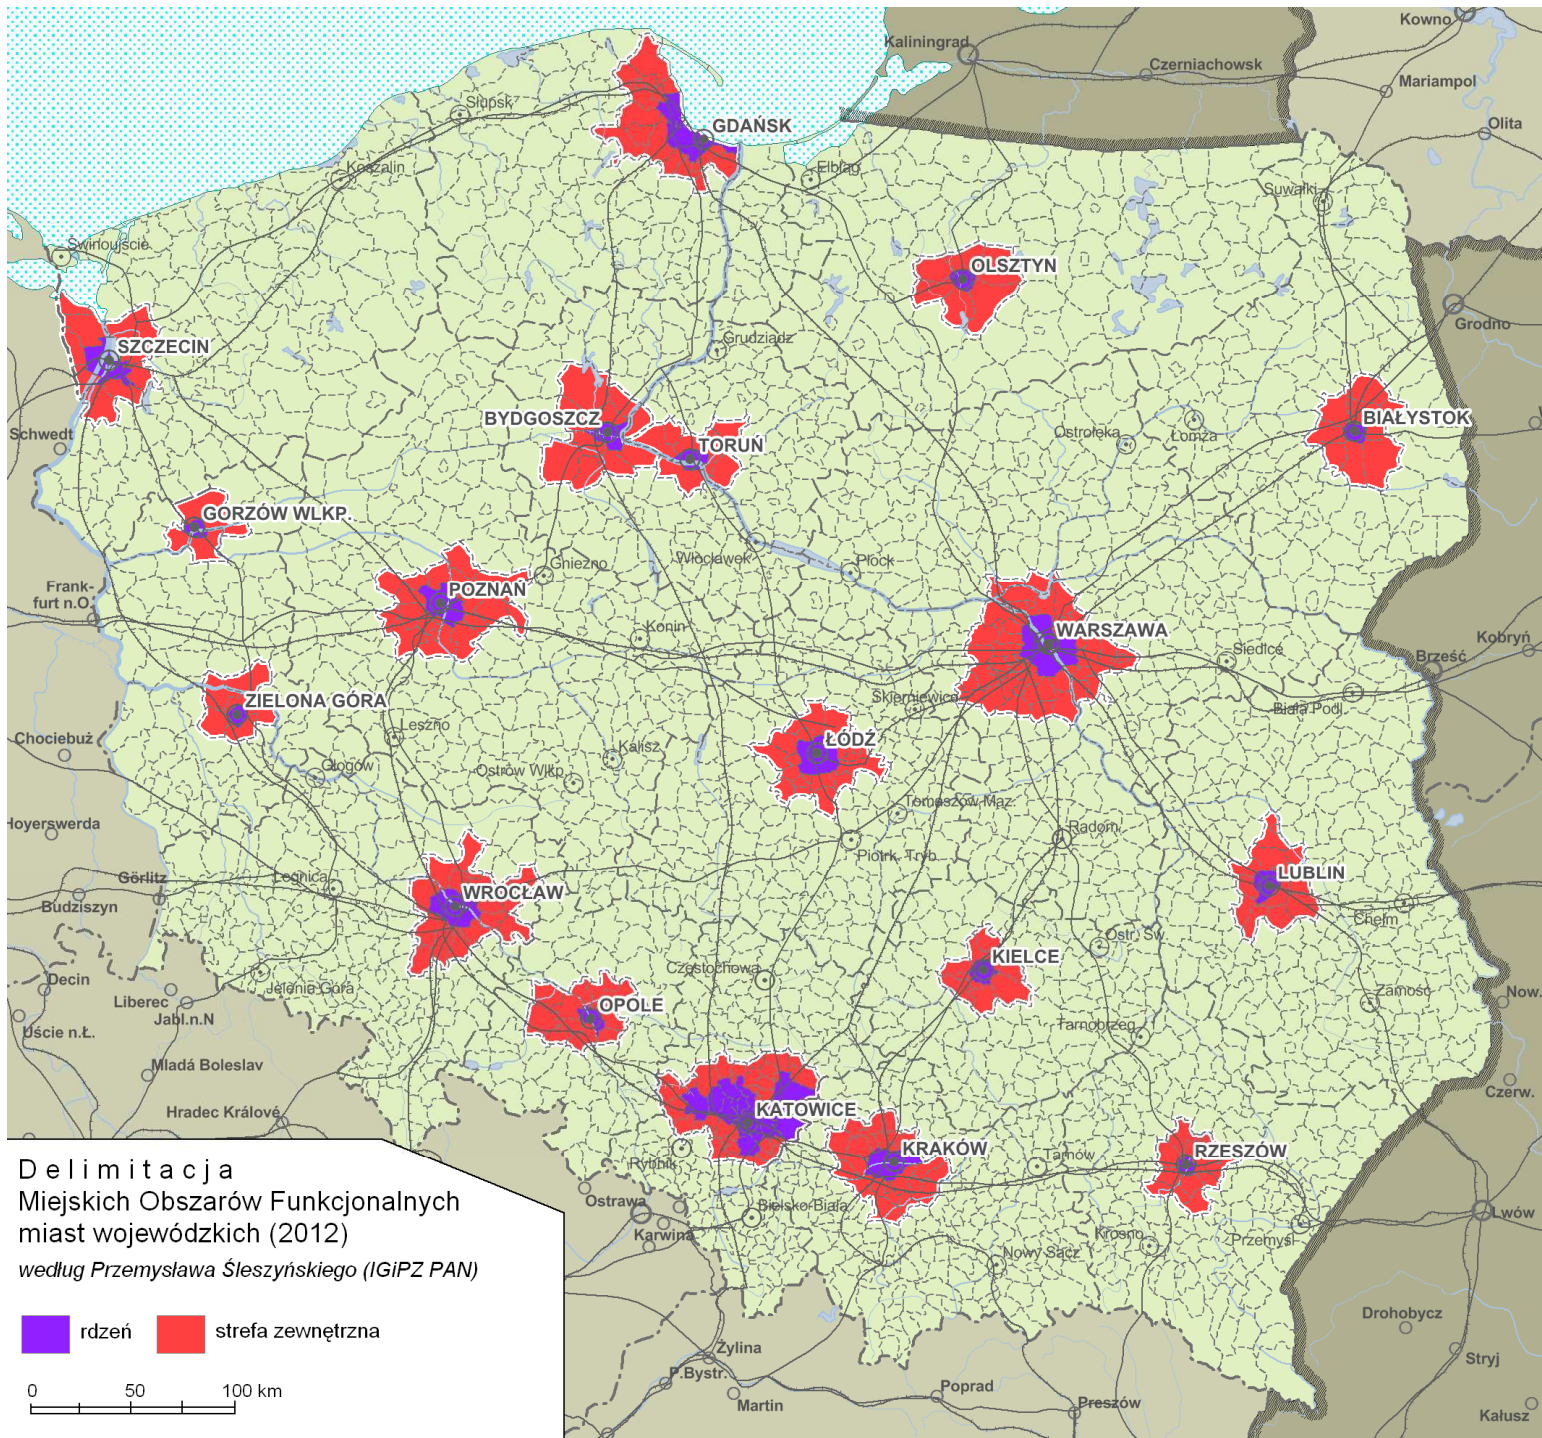 Kowno
Kaliningrad
Czerniachowsk
Mariampol
Słupsk
GDAŃSK
Olita
Koszalin
Elbląg
Suwałki
Świnoujście
OLSZTYN
Grodno
SZCZECIN
Grudziądz
BYDGOSZCZ
BIAŁYSTOK
Schwedt
TORUŃ
Ostrołęka
Łomża
GORZÓW WLKP.
Włocławek
Płock
Gniezno
Frank-
furt n.O.
POZNAŃ
Konin
WARSZAWA
Siedlce
Kobryń
Brześć
ZIELONA GÓRA
Skierniewice
Biała Podl.
Leszno
Chociebuż
Kalisz
ŁÓDŹ
Głogów
Ostrów Wlkp.
Tomaszów Maz.
Hoyerswerda
Radom
Piotrk. Tryb.
Görlitz
Legnica
LUBLIN
Budziszyn
WROCŁAW
Chełm
Ostr. Św.
KIELCE
Częstochowa
Decin
Jelenia Góra
Zamość
Now.
Liberec
OPOLE
Jabl.n.N
Uście n.Ł.
Tarnobrzeg
Mladá Boleslav
Czerw.
Hradec Králové
KATOWICE
KRAKÓW
RZESZÓW
Rybnik
Tarnów
Ostrawa
Bielsko-Biała
Lwów
Karwina
Krosno
Przemyśl
Nowy Sącz
Drohobycz
Żylina
Stryj
P.Bystr.
Poprad
Martin
Preszów
Kałusz
Delimitacja
Miejskich Obszarów Funkcjonalnych
miast wojewódzkich (2012)
według Przemysława Śleszyńskiego (IGiPZ PAN)
rdzeń
strefa zewnętrzna
0 50 100 km